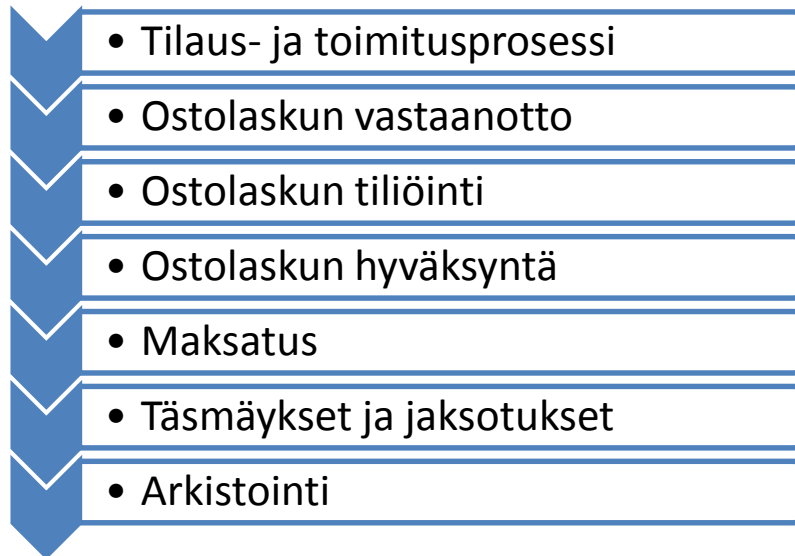 • Tilaus- ja toimitusprosessi
• Ostolaskun vastaanotto
• Ostolaskun tiliöinti
• Ostolaskun hyväksyntä
• Maksatus
• Täsmäykset ja jaksotukset
• Arkistointi